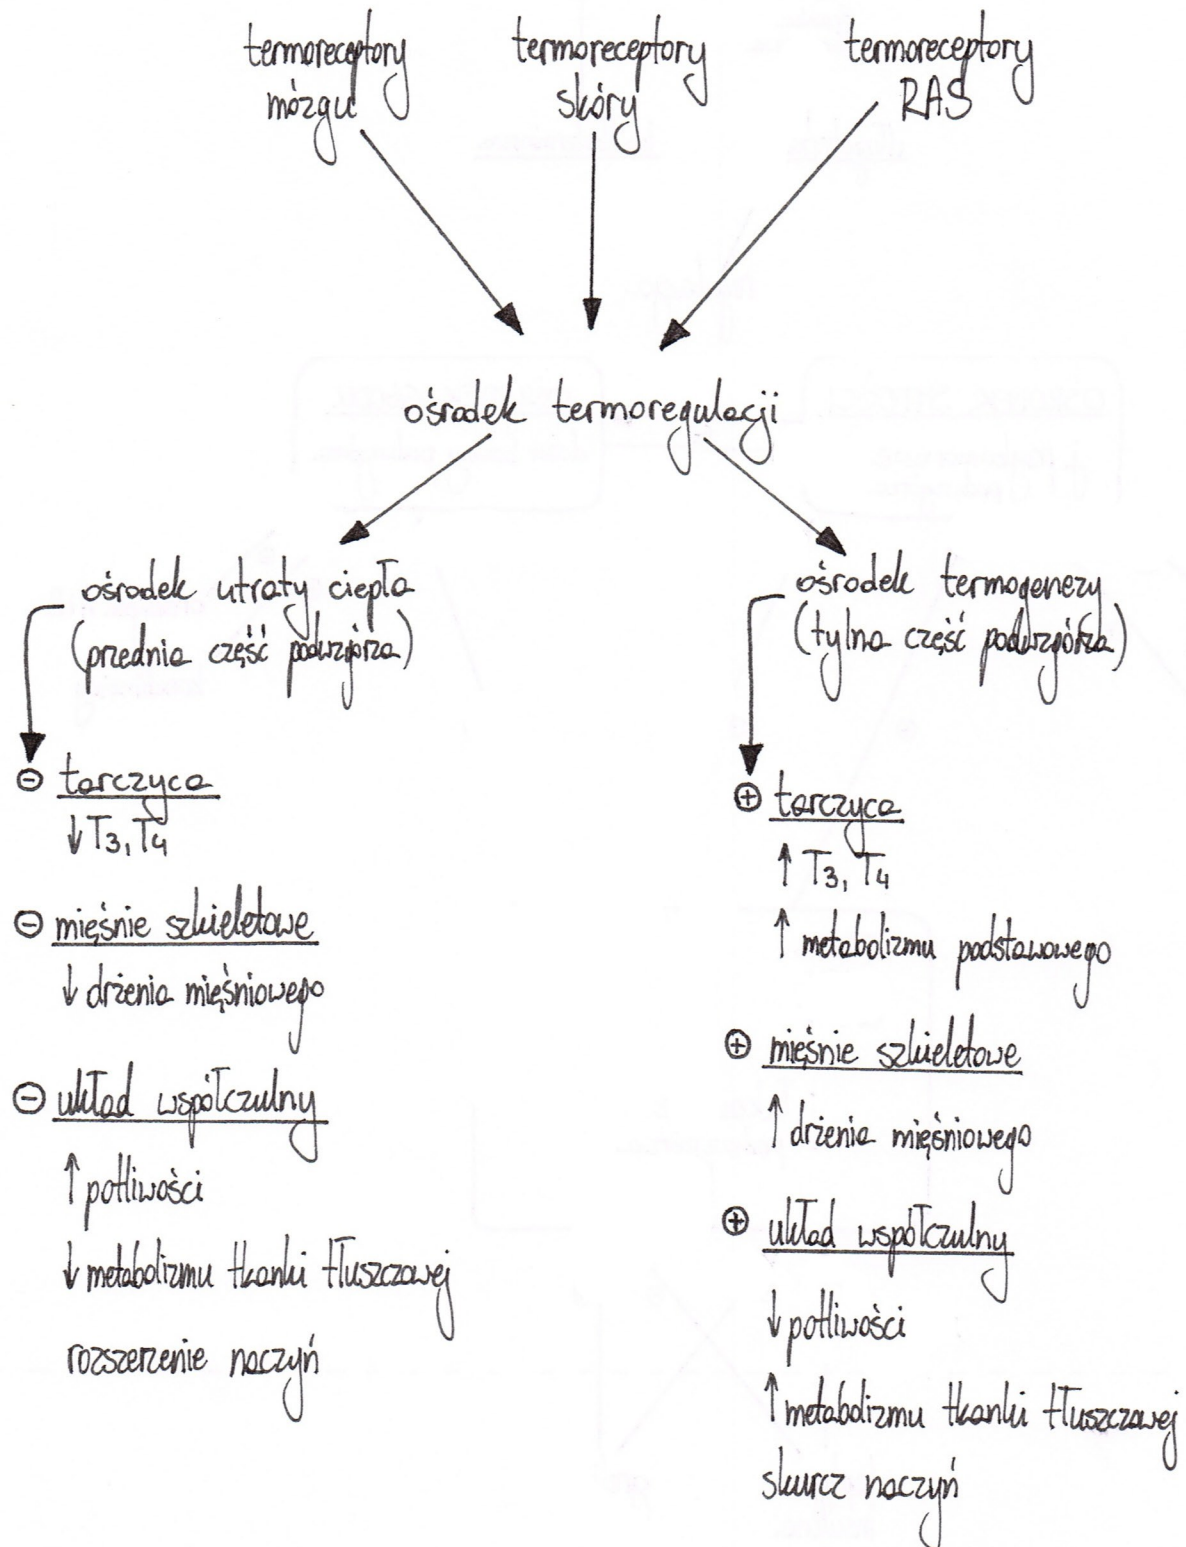 termoreceptory
mózgu
termoreceptory
skóry
termoreceptory
RAS
ośrodek termoregulacji
ośrodek utraty ciepła
(przednia część podwzgórza)
⊖ tarczyca
↓ T3, T4
⊖ mięśnie szkieletowe
↓ drżenia mięśniowego
⊖ układ współczulny
↑ potliwości
↓ metabolizmu tkanki tłuszczowej
rozszerzenie naczyń
ośrodek termogenezy
(tylna część podwzgórza)
⊕ tarczyca
↑ T3, T4
↑ metabolizmu podstawowego
⊕ mięśnie szkieletowe
↑ drżenia mięśniowego
⊕ układ współczulny
↓ potliwości
↑ metabolizmu tkanki tłuszczowej
skurcz naczyń